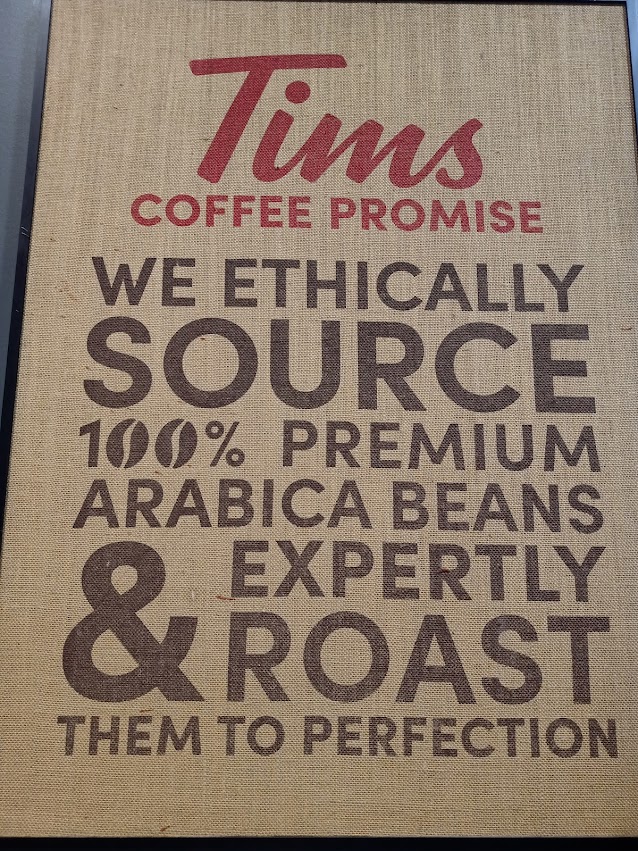 Tims
COFFEE PROMISE
WE ETHICALLY
SOURCE
100% PREMIUM
ARABICA BEANS
& EXPERTLY
ROAST
THEM TO PERFECTION